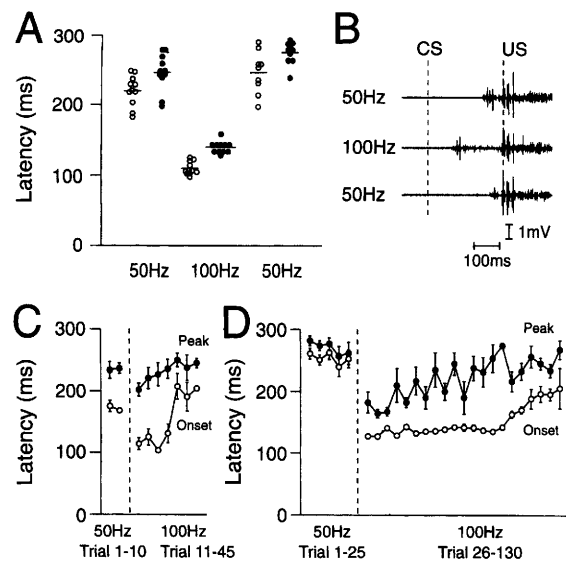 A
Latency (ms)
300
200
100
0
50Hz 100Hz 50Hz
B
CS US
50Hz
100Hz
50Hz
1mV
100ms
C
Latency (ms)
300
200
100
0
Peak
Onset
50Hz 100Hz
Trial 1-10 Trial 11-45
D
Latency (ms)
300
200
100
0
Peak
Onset
50Hz 100Hz
Trial 1-25 Trial 26-130